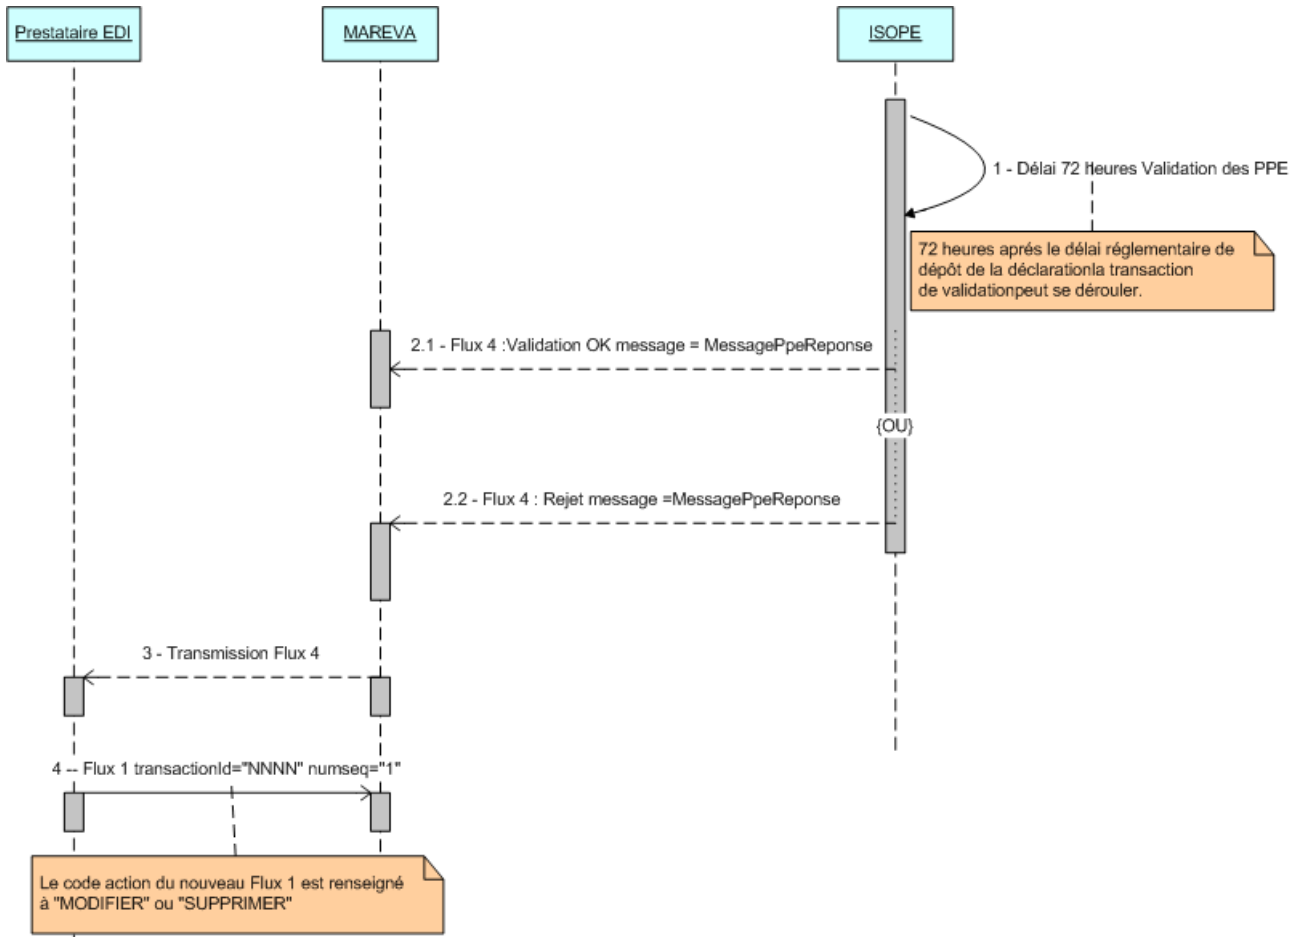 Prestataire EDI
MAREVA
ISOPE
1 - Délai 72 heures Validation des PPE
72 heures aprés le délai réglementaire de
dépôt de la déclarationla transaction
de validationpeut se dérouler.
2.1 - Flux 4 :Validation OK message = MessagePpeReponse
{OU}
2.2 - Flux 4 : Rejet message =MessagePpeReponse
3 - Transmission Flux 4
4 -- Flux 1 transactionId="NNNN" numseq="1"
Le code action du nouveau Flux 1 est renseigné
à "MODIFIER" ou "SUPPRIMER"